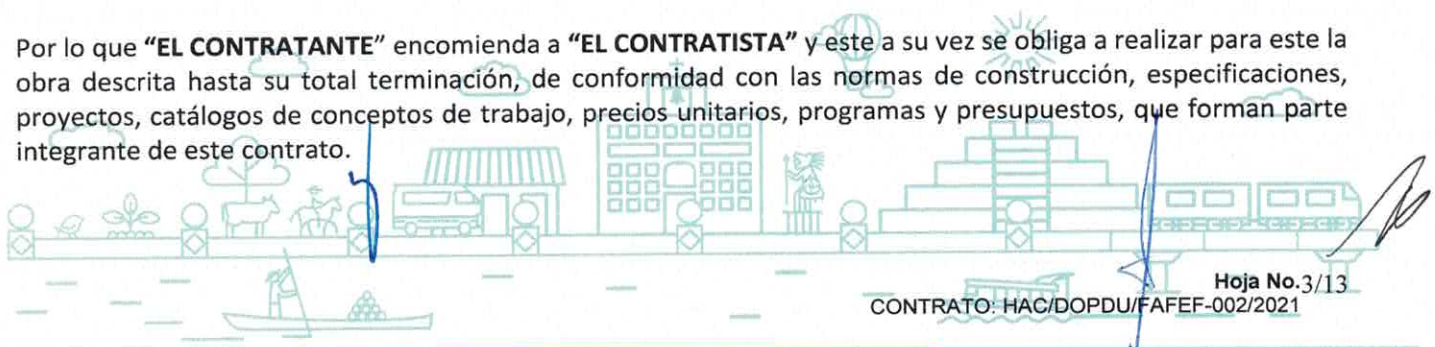 Por lo que “EL CONTRATANTE” encomienda a “EL CONTRATISTA” y este a su vez se obliga a realizar para este la
obra descrita hasta su total terminación, de conformidad con las normas de construcción, especificaciones,
proyectos, catálogos de conceptos de trabajo, precios unitarios, programas y presupuestos, que forman parte
integrante de este contrato.
Hoja No.3/13
CONTRATO: HAC/DOPDU/FAFEF-002/2021